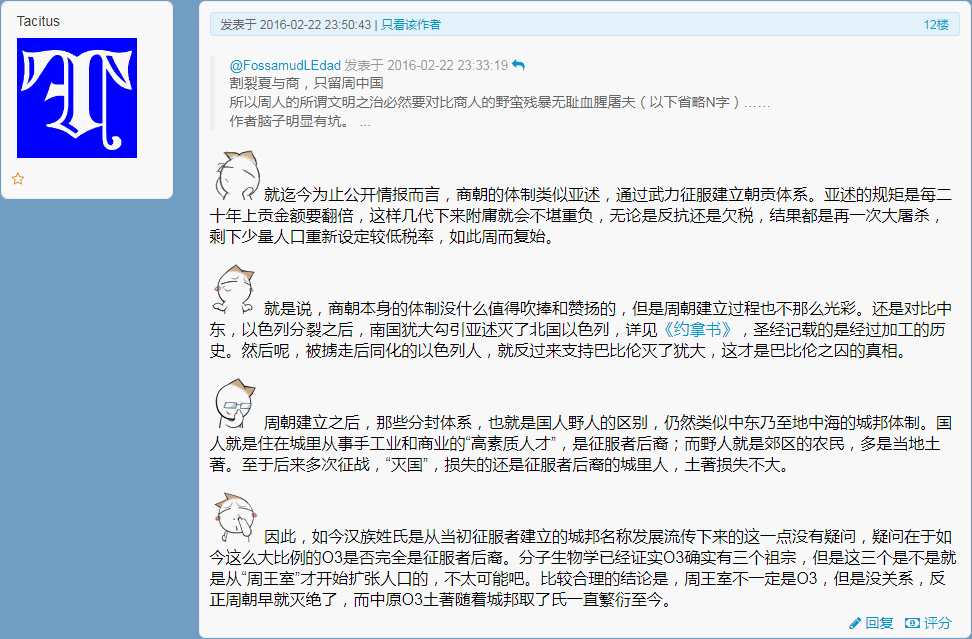 Tacitus
发表于 2016-02-22 23:50:43 | 只看该作者
12楼
@FossamudLEdad 发表于 2016-02-22 23:33:19
割裂夏与商，只留周中国
所以周人的所谓文明之治必然要对比商人的野蛮残暴无耻血腥屠夫（以下省略N字）……
作者脑子明显有坑。 ...
就迄今为止公开情报而言，商朝的体制类似亚述，通过武力征服建立朝贡体系。亚述的规矩是每二
十年上贡金额要翻倍，这样几代下来附庸就会不堪重负，无论是反抗还是欠税，结果都是再一次大屠杀，
剩下少量人口重新设定较低税率，如此周而复始。
就是说，商朝本身的体制没什么值得吹捧和赞扬的，但是周朝建立过程也不那么光彩。还是对比中
东，以色列分裂之后，南国犹大勾引亚述灭了北国以色列，详见《约拿书》，圣经记载的是经过加工的历
史。然后呢，被掳走后同化的以色列人，就反过来支持巴比伦灭了犹大，这才是巴比伦之囚的真相。
周朝建立之后，那些分封体系，也就是国人野人的区别，仍然类似中东乃至地中海的城邦体制。国
人就是住在城里从事手工业和商业的“高素质人才”，是征服者后裔；而野人就是郊区的农民，多是当地土
著。至于后来多次征战，“灭国”，损失的还是征服者后裔的城里人，土著损失不大。
因此，如今汉族姓氏是从当初征服者建立的城邦名称发展流传下来的这一点没有疑问，疑问在于如
今这么大比例的O3是否完全是征服者后裔。分子生物学已经证实O3确实有三个祖宗，但是这三个是不是就
是从“周王室”才开始扩张人口的，不太可能吧。比较合理的结论是，周王室不一定是O3，但是没关系，反
正周朝早就灭绝了，而中原O3土著随着城邦取了氏一直繁衍至今。
回复 评分